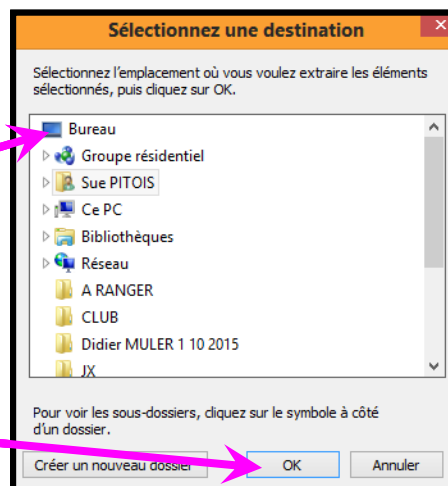 Sélectionnez une destination
Sélectionnez l'emplacement où vous voulez extraire les éléments
sélectionnés, puis cliquez sur OK.
Bureau
Groupe résidentiel
Sue PITOIS
Ce PC
Bibliothèques
Réseau
A RANGER
CLUB
Didier MULER 1 10 2015
JX
Pour voir les sous-dossiers, cliquez sur le symbole à côté
d'un dossier.
Créer un nouveau dossier OK Annuler